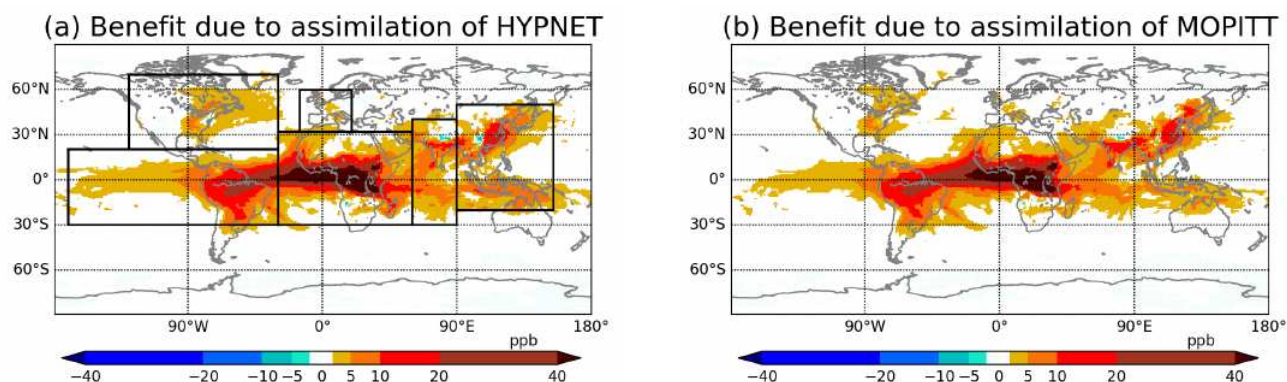 (a) Benefit due to assimilation of HYPNET
60°N
30°N
0°
30°S
60°S
90°W 0° 90°E 180°
ppb
−40 −20 −10 −5 0 5 10 20 40
(b) Benefit due to assimilation of MOPITT
60°N
30°N
0°
30°S
60°S
90°W 0° 90°E 180°
ppb
−40 −20 −10 −5 0 5 10 20 40